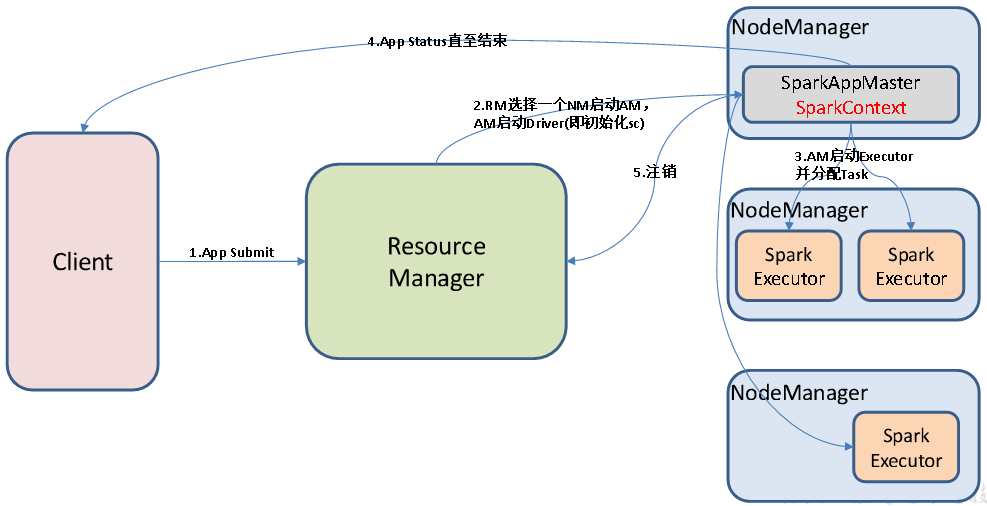 4.App Status直至结束
NodeManager
SparkAppMaster
SparkContext
2.RM选择一个NM启动AM，
AM启动Driver(即初始化sc)
3.AM启动Executor
并分配Task
5.注销
Client
1.App Submit
Resource
Manager
NodeManager
Spark
Executor
Spark
Executor
NodeManager
Spark
Executor